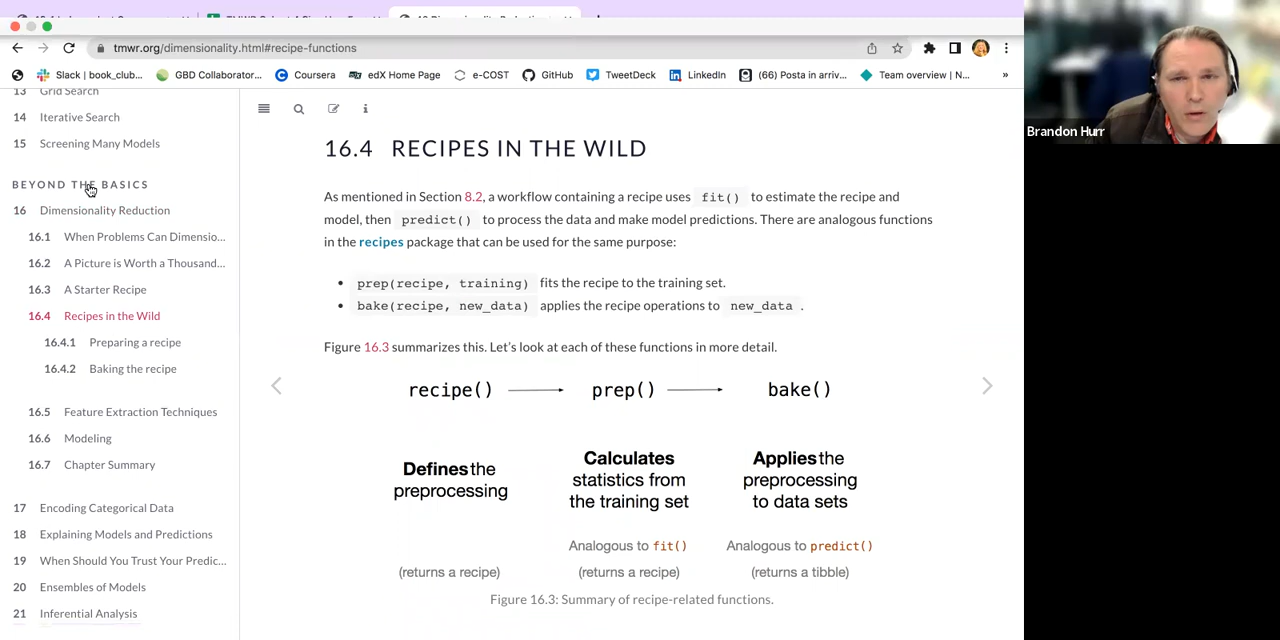 tmwr.org/dimensionality.html#recipe-functions
Slack | book_club... GBD Collaborator... Coursera edX Home Page e-COST GitHub TweetDeck LinkedIn (66) Posta in arriv... Team overview | N... »
13 Grid Search
14 Iterative Search
15 Screening Many Models
BEYOND THE BASICS
16 Dimensionality Reduction
16.1 When Problems Can Dimensio...
16.2 A Picture is Worth a Thousand...
16.3 A Starter Recipe
16.4 Recipes in the Wild
16.4.1 Preparing a recipe
16.4.2 Baking the recipe
16.5 Feature Extraction Techniques
16.6 Modeling
16.7 Chapter Summary
17 Encoding Categorical Data
18 Explaining Models and Predictions
19 When Should You Trust Your Predic...
20 Ensembles of Models
21 Inferential Analysis
16.4 RECIPES IN THE WILD
As mentioned in Section 8.2, a workflow containing a recipe uses fit() to estimate the recipe and
model, then predict() to process the data and make model predictions. There are analogous functions
in the recipes package that can be used for the same purpose:
• prep(recipe, training) fits the recipe to the training set.
• bake(recipe, new_data) applies the recipe operations to new_data .
Figure 16.3 summarizes this. Let's look at each of these functions in more detail.
recipe() prep() bake()
Defines the
preprocessing
Calculates
statistics from
the training set
Applies the
preprocessing
to data sets
Analogous to fit() Analogous to predict()
(returns a recipe) (returns a recipe) (returns a tibble)
Figure 16.3: Summary of recipe-related functions.
Brandon Hurr